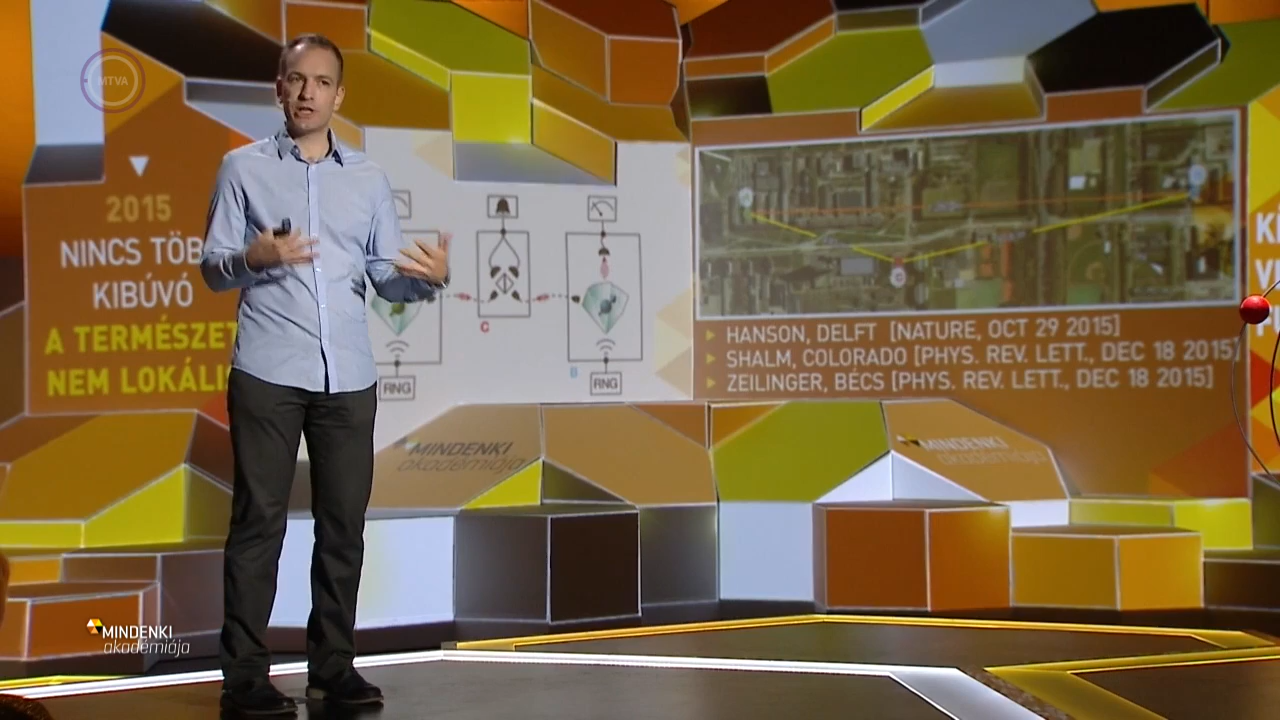 MTVA
2015
NINCS TÖB
KIBÚVÓ
A TERMÉSZET
NEM LOKÁLIS
C
B
RNG
RNG
HANSON, DELFT [NATURE, OCT 29 2015]
SHALM, COLORADO [PHYS. REV. LETT., DEC 18 2015]
ZEILINGER, BÉCS [PHYS. REV. LETT., DEC 18 2015]
MINDENKI
akadémiája
MINDENKI
akadémiája
MINDENKI
akadémiája